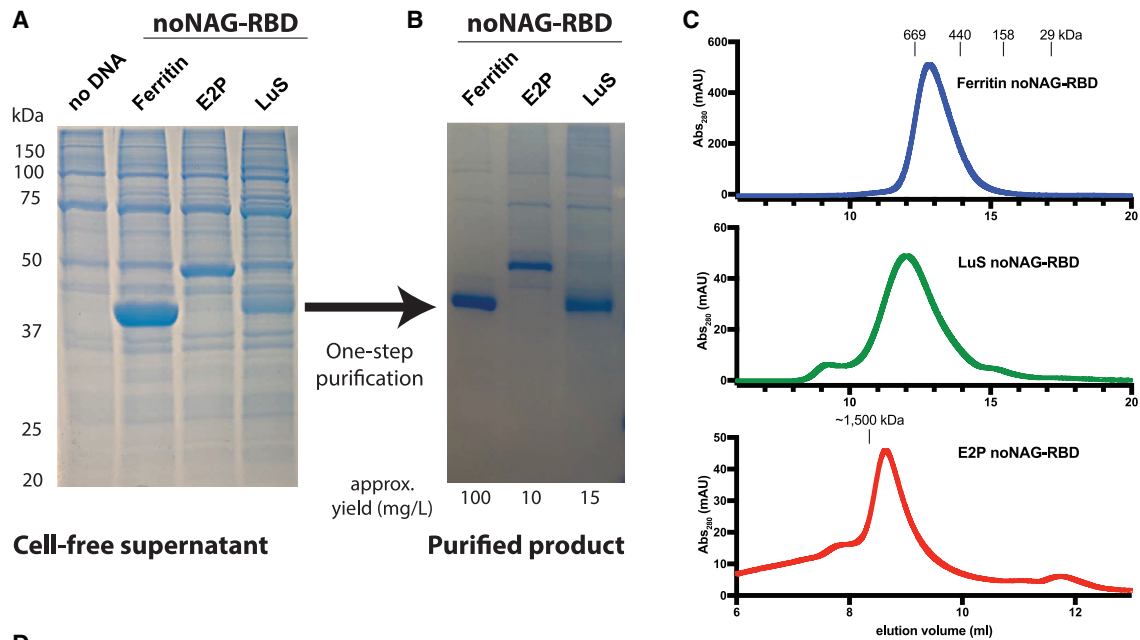 A
noNAG-RBD
no DNA
Ferritin
E2P
LuS
kDa
150
100
75
50
37
25
20
Cell-free supernatant
One-step
purification
B
noNAG-RBD
Ferritin
E2P
LuS
approx.
yield (mg/L)
100 10 15
Purified product
C
669 440 158 29 kDa
Ferritin noNAG-RBD
Abs280 (mAU)
600
400
200
0
10 15 20
LuS noNAG-RBD
Abs280 (mAU)
60
40
20
0
10 15 20
~1,500 kDa
E2P noNAG-RBD
Abs280 (mAU)
50
40
30
20
10
0
6 8 10 12
elution volume (ml)